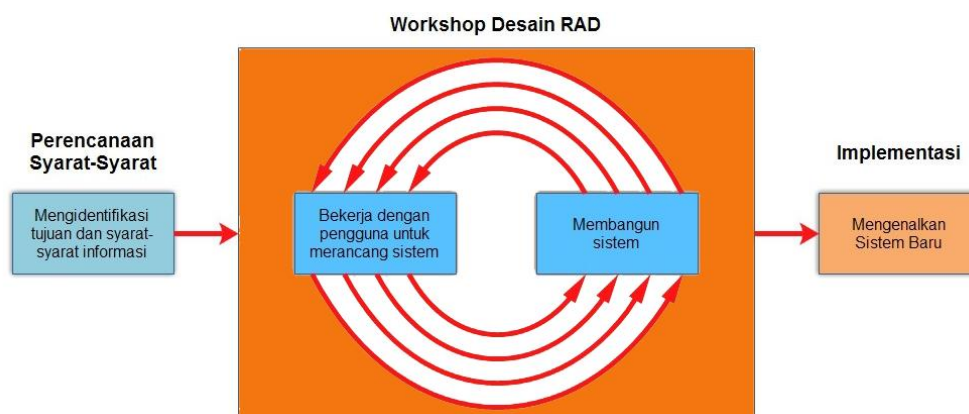 Workshop Desain RAD
Perencanaan
Syarat-Syarat
Mengidentifikasi
tujuan dan syarat-
syarat informasi
Bekerja dengan
pengguna untuk
merancang sistem
Membangun
sistem
Implementasi
Mengenalkan
Sistem Baru